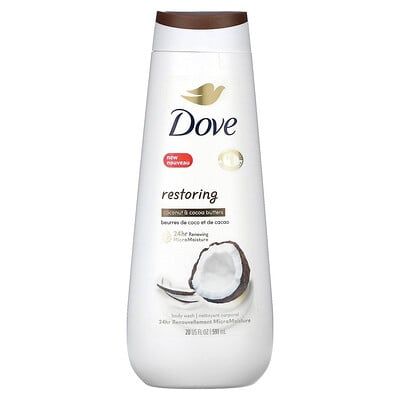 Dove
new
nouveau
restoring
coconut & cocoa butters
beurres de coco et de cacao
24hr Renewing
MicroMoisture
body wash | nettoyant corporel
24hr Renouvellement MicroMoisture
20 US FL OZ / 591 mL